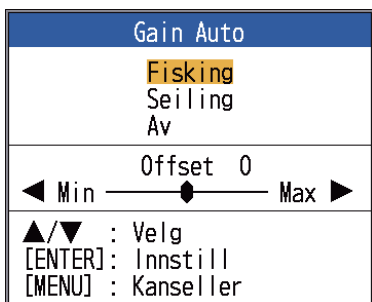 Gain Auto
Fisking
Seiling
Av
Offset 0
◀ Min Max ▶
▲/▼ : Velg
[ENTER]: Innstill
[MENU] : Kanseller